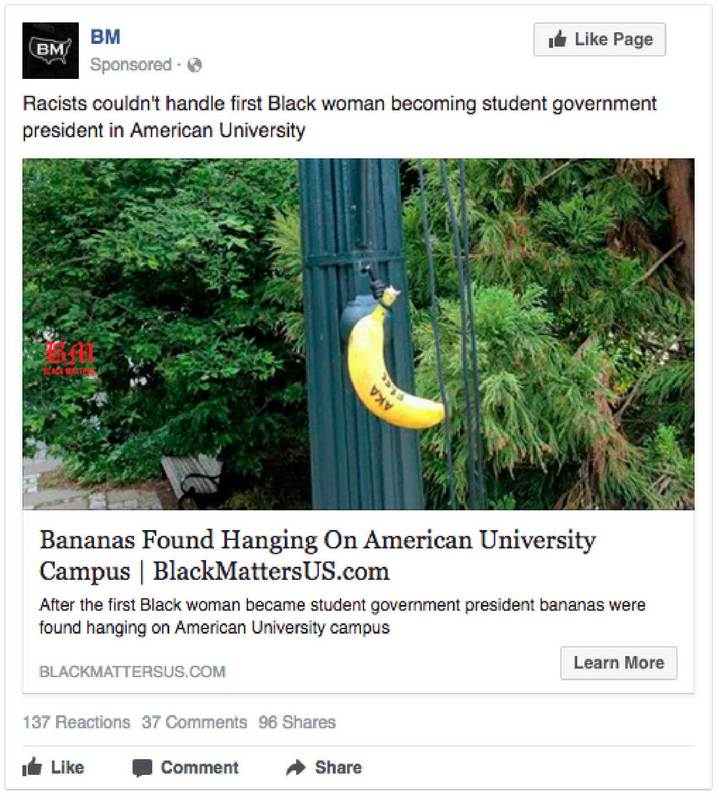 BM
BM
Like Page
Sponsored ·
Racists couldn't handle first Black woman becoming student government
president in American University
AKA
FREE
BM
BLACK MATTERS
Bananas Found Hanging On American University
Campus | BlackMattersUS.com
After the first Black woman became student government president bananas were
found hanging on American University campus
BLACKMATTERSUS.COM
Learn More
137 Reactions 37 Comments 96 Shares
Like Comment Share